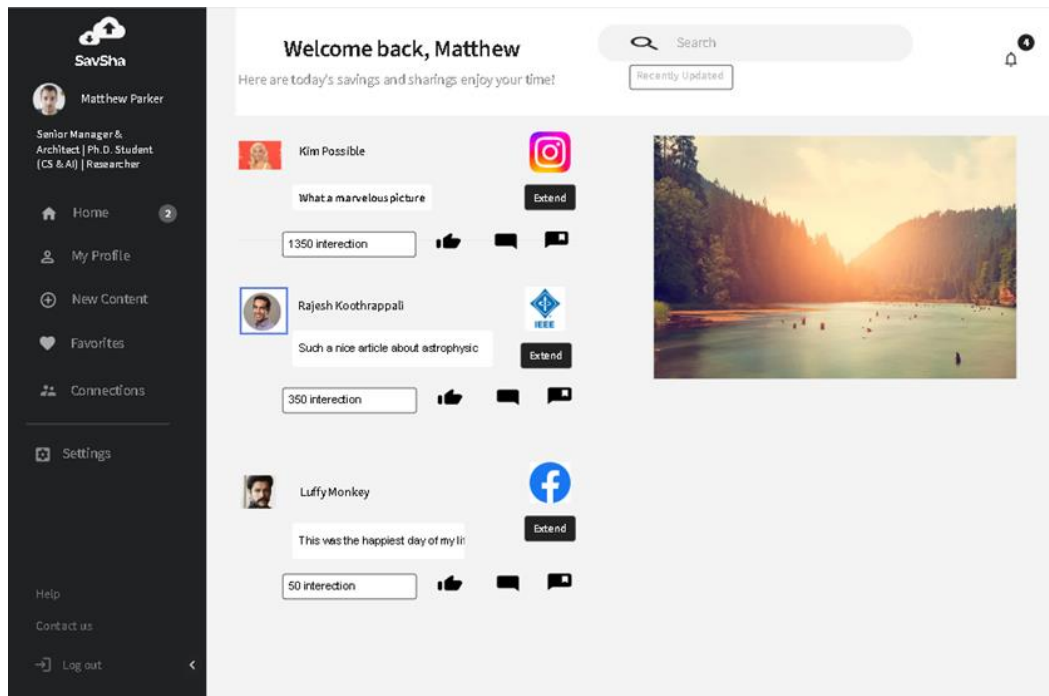 SavSha
Matthew Parker
Senior Manager &
Architect | Ph.D. Student
(CS & AI) | Researcher
Home 2
My Profile
New Content
Favorites
Connections
Settings
Help
Contact us
Log out
Welcome back, Matthew
Here are today's savings and sharings enjoy your time!
Search
Recently Updated
4
Kim Possible
What a marvelous picture
Extend
1350 interection
Rajesh Koothrappali
IEEE
Such a nice article about astrophysic
Extend
350 interection
Luffy Monkey
This was the happiest day of my lif
Extend
50 interection